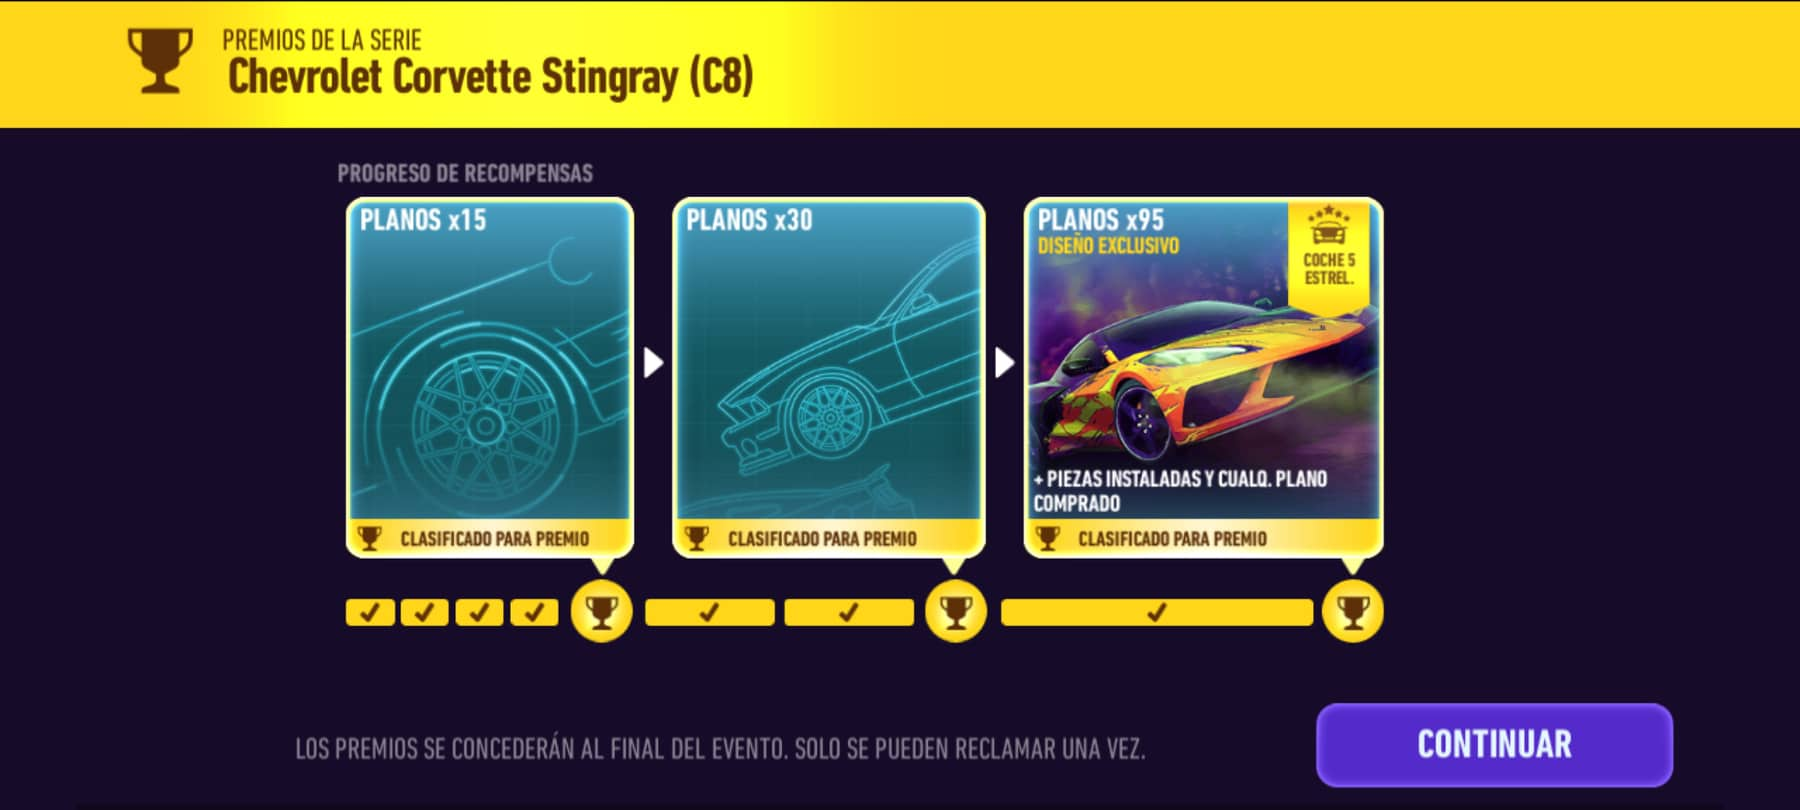 PREMIOS DE LA SERIE
Chevrolet Corvette Stingray (C8)
PROGRESO DE RECOMPENSAS
PLANOS x15
CLASIFICADO PARA PREMIO
PLANOS x30
CLASIFICADO PARA PREMIO
PLANOS x95
DISEÑO EXCLUSIVO
COCHE 5
ESTREL.
+ PIEZAS INSTALADAS Y CUALQ. PLANO
COMPRADO
CLASIFICADO PARA PREMIO
LOS PREMIOS SE CONCEDERÁN AL FINAL DEL EVENTO. SOLO SE PUEDEN RECLAMAR UNA VEZ.
CONTINUAR